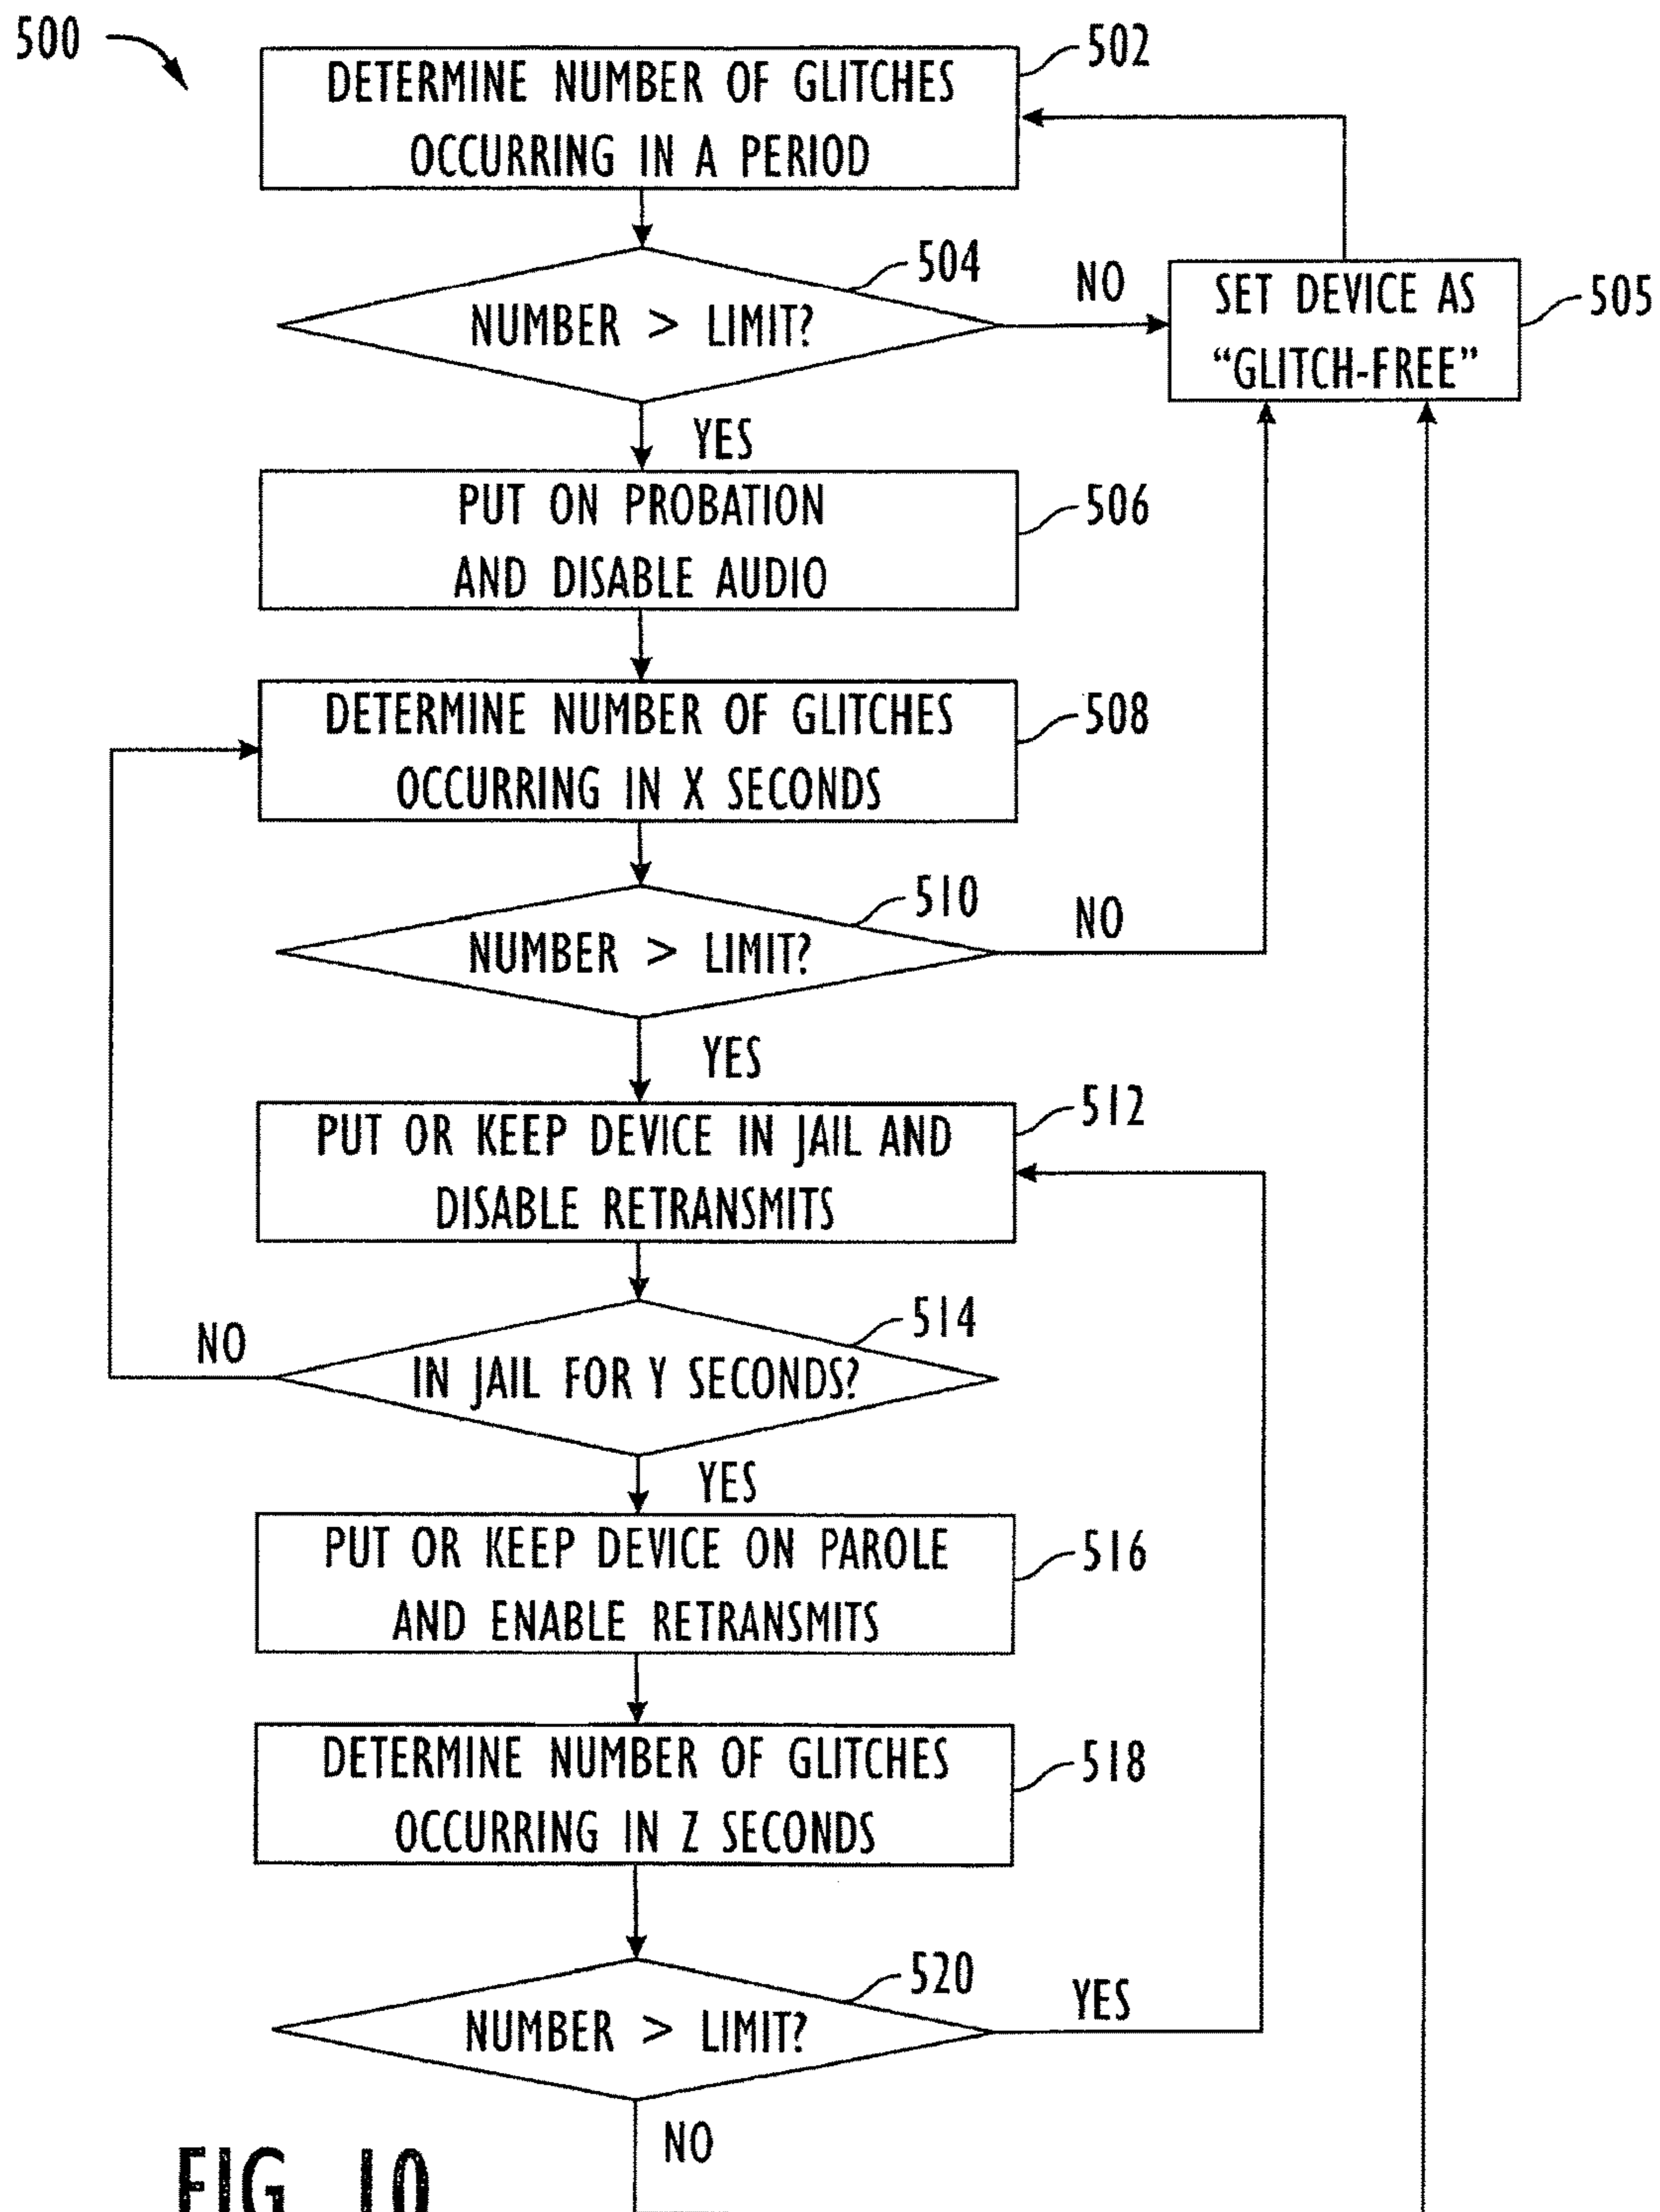 500
502
DETERMINE NUMBER OF GLITCHES
OCCURRING IN A PERIOD
504
NUMBER > LIMIT?
NO
SET DEVICE AS
“GLITCH-FREE”
505
YES
PUT ON PROBATION
AND DISABLE AUDIO
506
DETERMINE NUMBER OF GLITCHES
OCCURRING IN X SECONDS
508
510
NUMBER > LIMIT?
NO
YES
PUT OR KEEP DEVICE IN JAIL AND
DISABLE RETRANSMITS
512
514
NO
IN JAIL FOR Y SECONDS?
YES
PUT OR KEEP DEVICE ON PAROLE
AND ENABLE RETRANSMITS
516
DETERMINE NUMBER OF GLITCHES
OCCURRING IN Z SECONDS
518
520
NUMBER > LIMIT?
YES
NO
FIG. 10